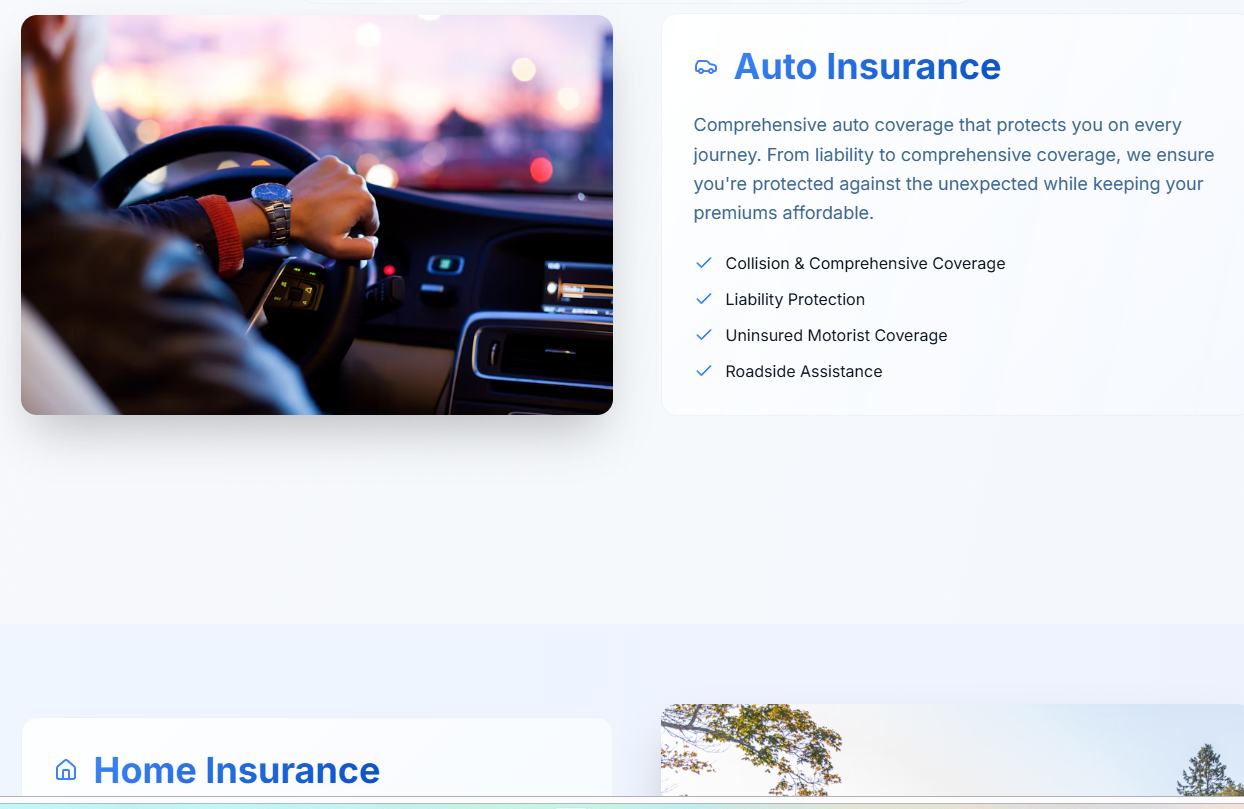 Auto Insurance
Comprehensive auto coverage that protects you on every
journey. From liability to comprehensive coverage, we ensure
you're protected against the unexpected while keeping your
premiums affordable.
Collision & Comprehensive Coverage
Liability Protection
Uninsured Motorist Coverage
Roadside Assistance
Home Insurance